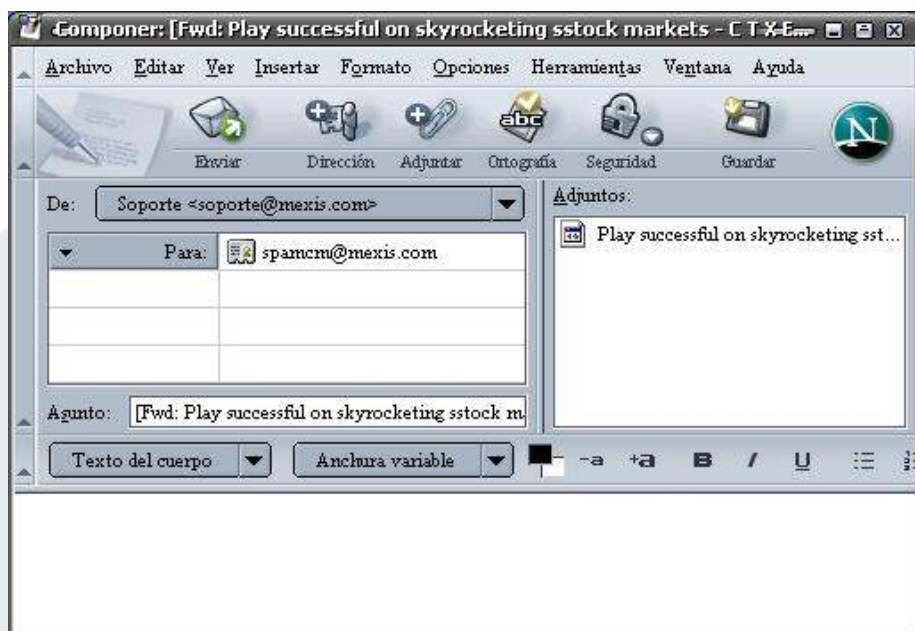 Componer: [Fwd: Play successful on skyrocketing sstock markets - C T X E...
Archivo Editar Ver Insertar Formato Opciones Herramientas Ventana Ayuda
Enviar Dirección Adjuntar Ortografía Seguridad Guardar
N
abc
De: Soporte <soporte@mexis.com>
Adjuntos:
Para: spamcm@mexis.com
Play successful on skyrocketing sst...
Asunto: [Fwd: Play successful on skyrocketing sstock m
Texto del cuerpo Anchura variable -a +a B I U